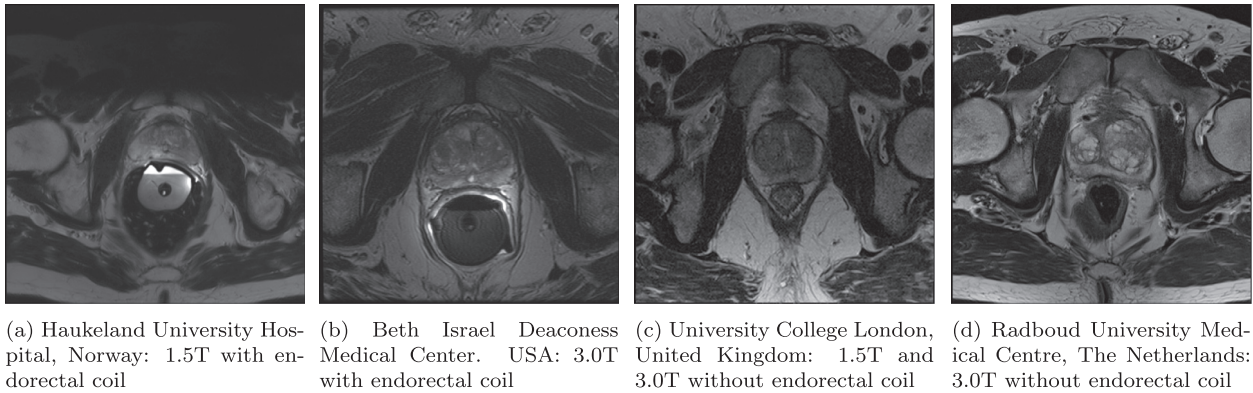 (a) Haukeland University Hos-
pital, Norway: 1.5T with en-
dorectal coil
(b) Beth Israel Deaconess
Medical Center. USA: 3.0T
with endorectal coil
(c) University College London,
United Kingdom: 1.5T and
3.0T without endorectal coil
(d) Radboud University Med-
ical Centre, The Netherlands:
3.0T without endorectal coil